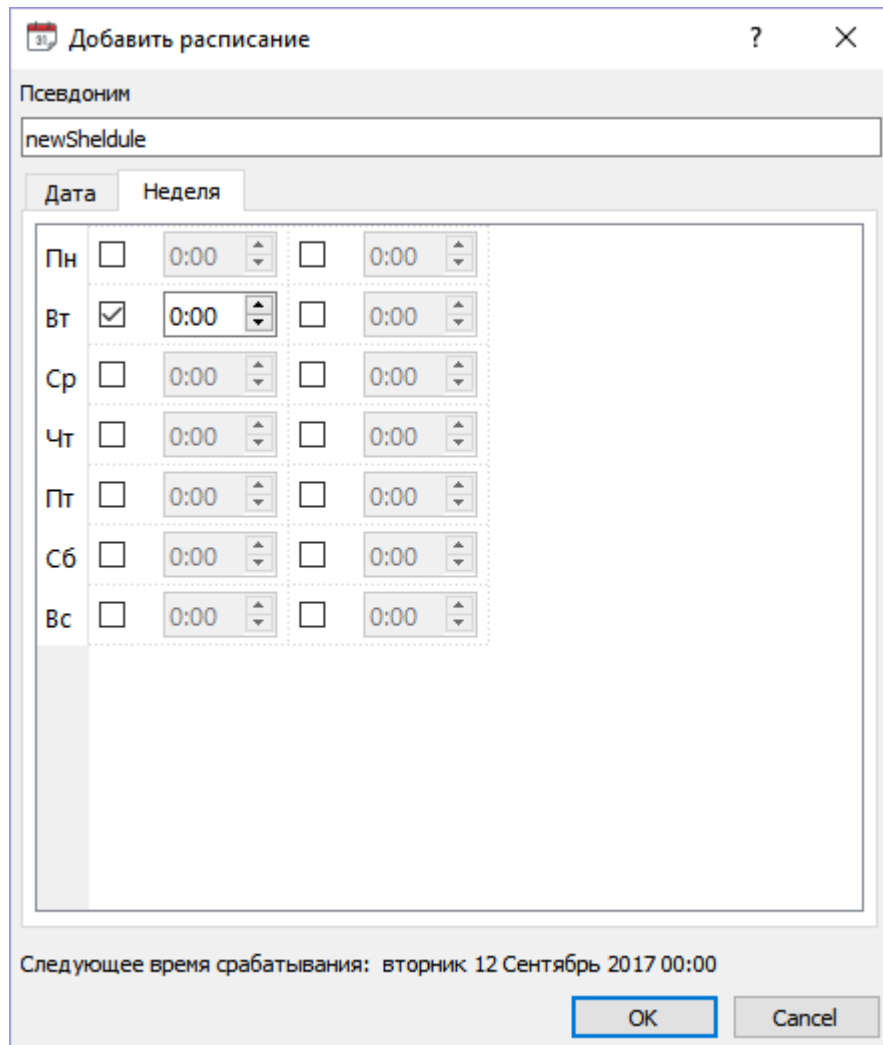 Добавить расписание
Псевдоним
newSheldule
Дата Неделя
Пн 0:00 0:00
Вт 0:00 0:00
Ср 0:00 0:00
Чт 0:00 0:00
Пт 0:00 0:00
Сб 0:00 0:00
Вс 0:00 0:00
Следующее время срабатывания: вторник 12 Сентябрь 2017 00:00
OK Cancel